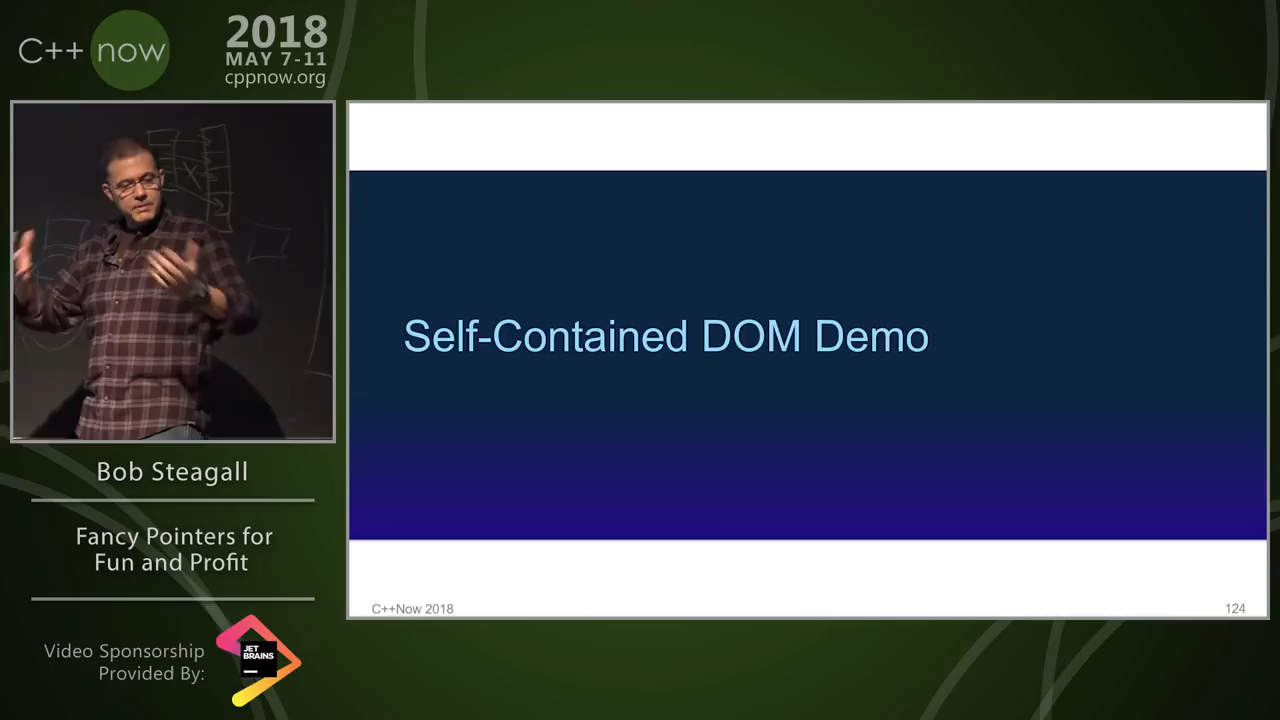 C++ now
2018
MAY 7-11
cppnow.org
Self-Contained DOM Demo
Bob Steagall
Fancy Pointers for
Fun and Profit
Video Sponsorship
Provided By:
JET
BRAINS
C++Now 2018
124